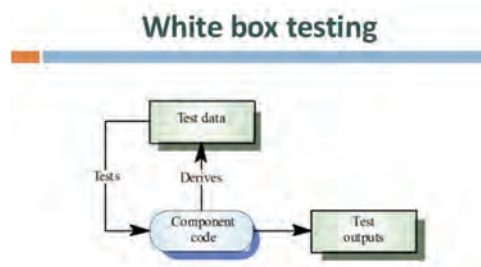 White box testing
Test data
Tests
Derives
Component
code
Test
outputs